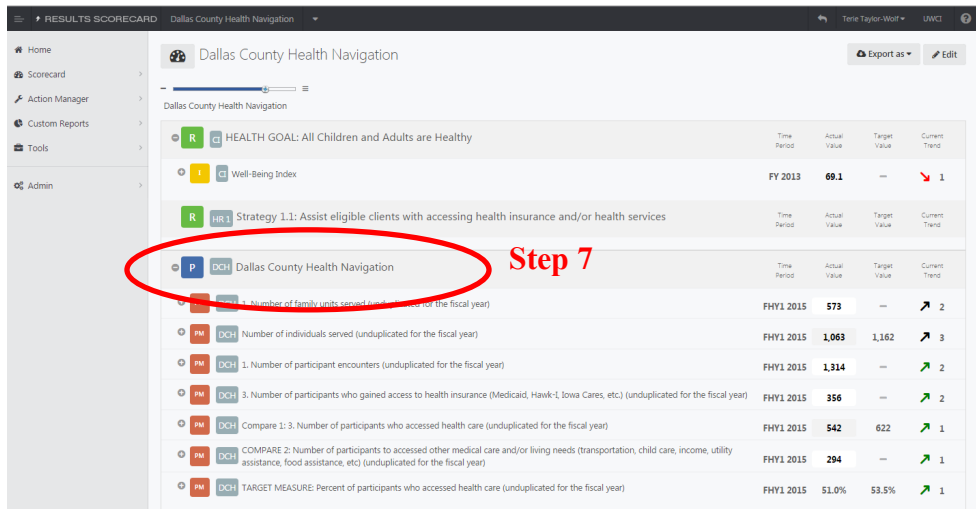 RESULTS SCORECARD Dallas County Health Navigation Terie Taylor-Wolf UWCI ?
Home
Scorecard
Action Manager
Custom Reports
Tools
Admin
Dallas County Health Navigation
Export as
Edit
Dallas County Health Navigation
R CI HEALTH GOAL: All Children and Adults are Healthy Time Period Actual Value Target Value Current Trend
I CI Well-Being Index FY 2013 69.1 — 1
R HR 1 Strategy 1.1: Assist eligible clients with accessing health insurance and/or health services Time Period Actual Value Target Value Current Trend
Step 7
P DCH Dallas County Health Navigation Time Period Actual Value Target Value Current Trend
PM 1. Number of family units served (unduplicated for the fiscal year) FHY1 2015 573 — 2
PM DCH Number of individuals served (unduplicated for the fiscal year) FHY1 2015 1,063 1,162 3
PM DCH 1. Number of participant encounters (unduplicated for the fiscal year) FHY1 2015 1,314 — 2
PM DCH 3. Number of participants who gained access to health insurance (Medicaid, Hawk-I, Iowa Cares, etc.) (unduplicated for the fiscal year) FHY1 2015 356 — 2
PM DCH Compare 1: 3. Number of participants who accessed health care (unduplicated for the fiscal year) FHY1 2015 542 622 1
PM DCH COMPARE 2: Number of participants to accessed other medical care and/or living needs (transportation, child care, income, utility
assistance, food assistance, etc) (unduplicated for the fiscal year) FHY1 2015 294 — 1
PM DCH TARGET MEASURE: Percent of participants who accessed health care (unduplicated for the fiscal year) FHY1 2015 51.0% 53.5% 1